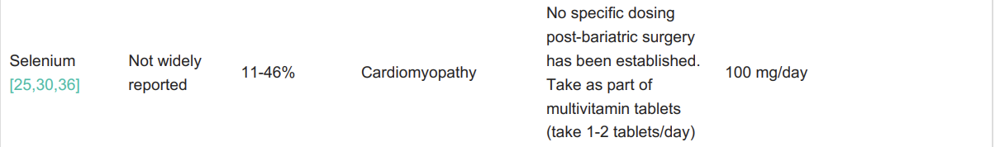 Selenium
[25,30,36]
Not widely
reported
11-46%
Cardiomyopathy
No specific dosing
post-bariatric surgery
has been established.
Take as part of
multivitamin tablets
(take 1-2 tablets/day)
100 mg/day